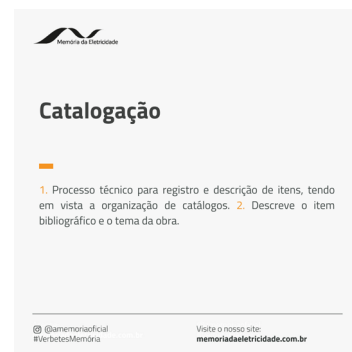 Memória da Eletricidade
Catalogação
1. Processo técnico para registro e descrição de itens, tendo
em vista a organização de catálogos. 2. Descreve o item
bibliográfico e o tema da obra.
@amemoriaoficial
#VerbetesMemória
Visite o nosso site:
memoriadaeletricidade.com.br